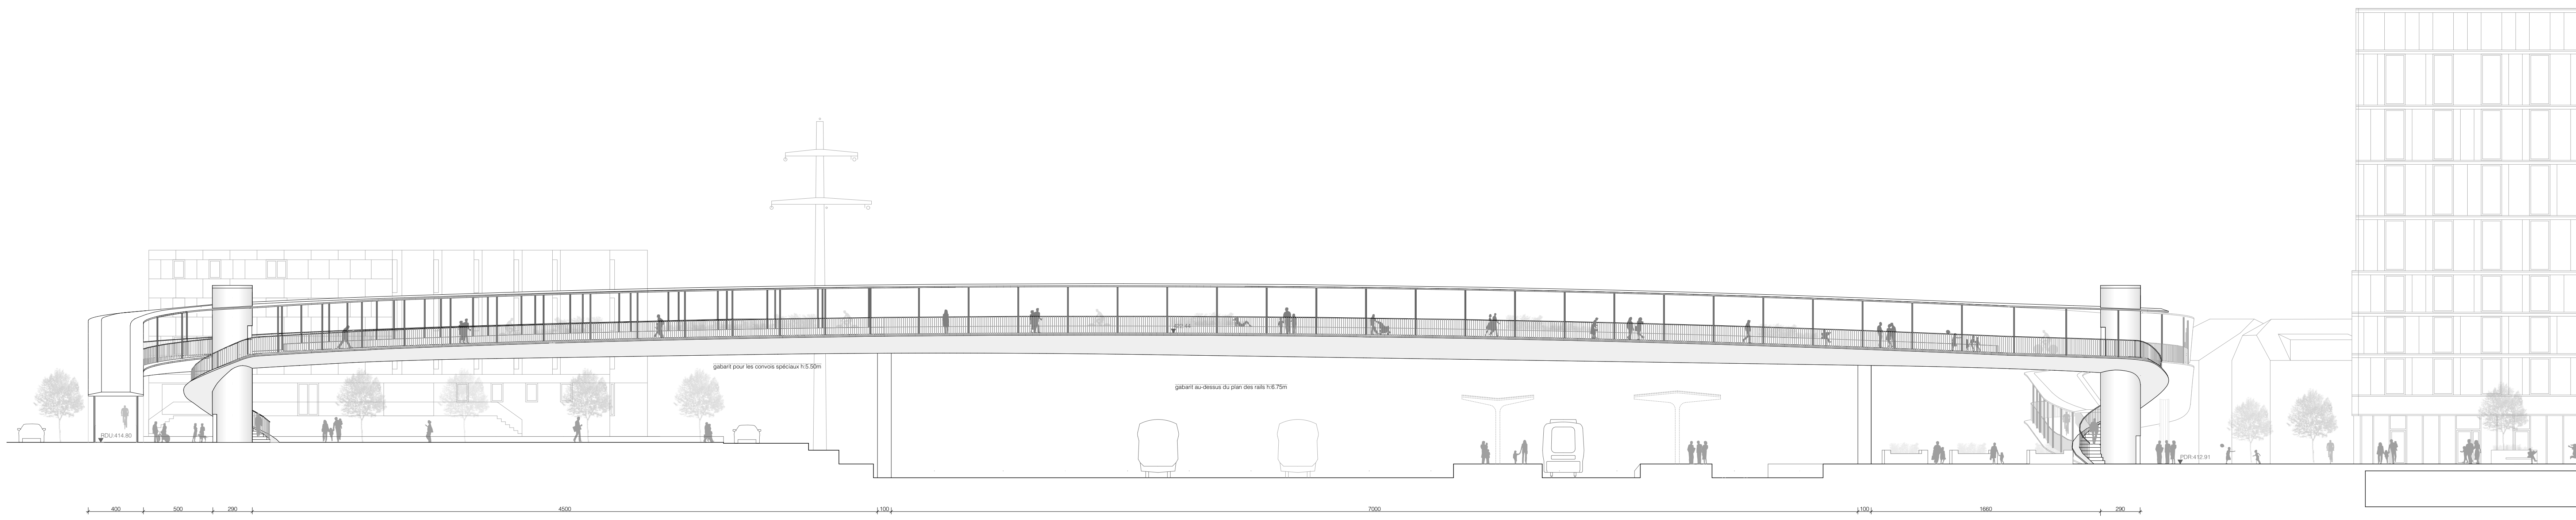 gabarit pour les convois spéciaux h:5.50m
gabarit au-dessus du plan des rails h:6.75m
RDU:414.80
PDR:412.91
400 500 290 4500 100 7000 100 1660 290